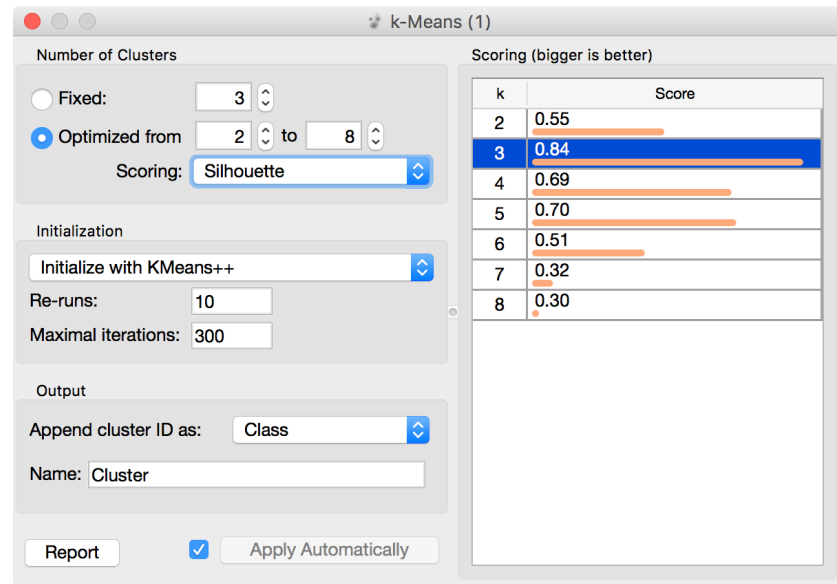 k-Means (1)
Number of Clusters
Fixed: 3
Optimized from 2 to 8
Scoring: Silhouette
Initialization
Initialize with KMeans++
Re-runs: 10
Maximal iterations: 300
Output
Append cluster ID as: Class
Name: Cluster
Report Apply Automatically
Scoring (bigger is better)
k Score
2 0.55
3 0.84
4 0.69
5 0.70
6 0.51
7 0.32
8 0.30